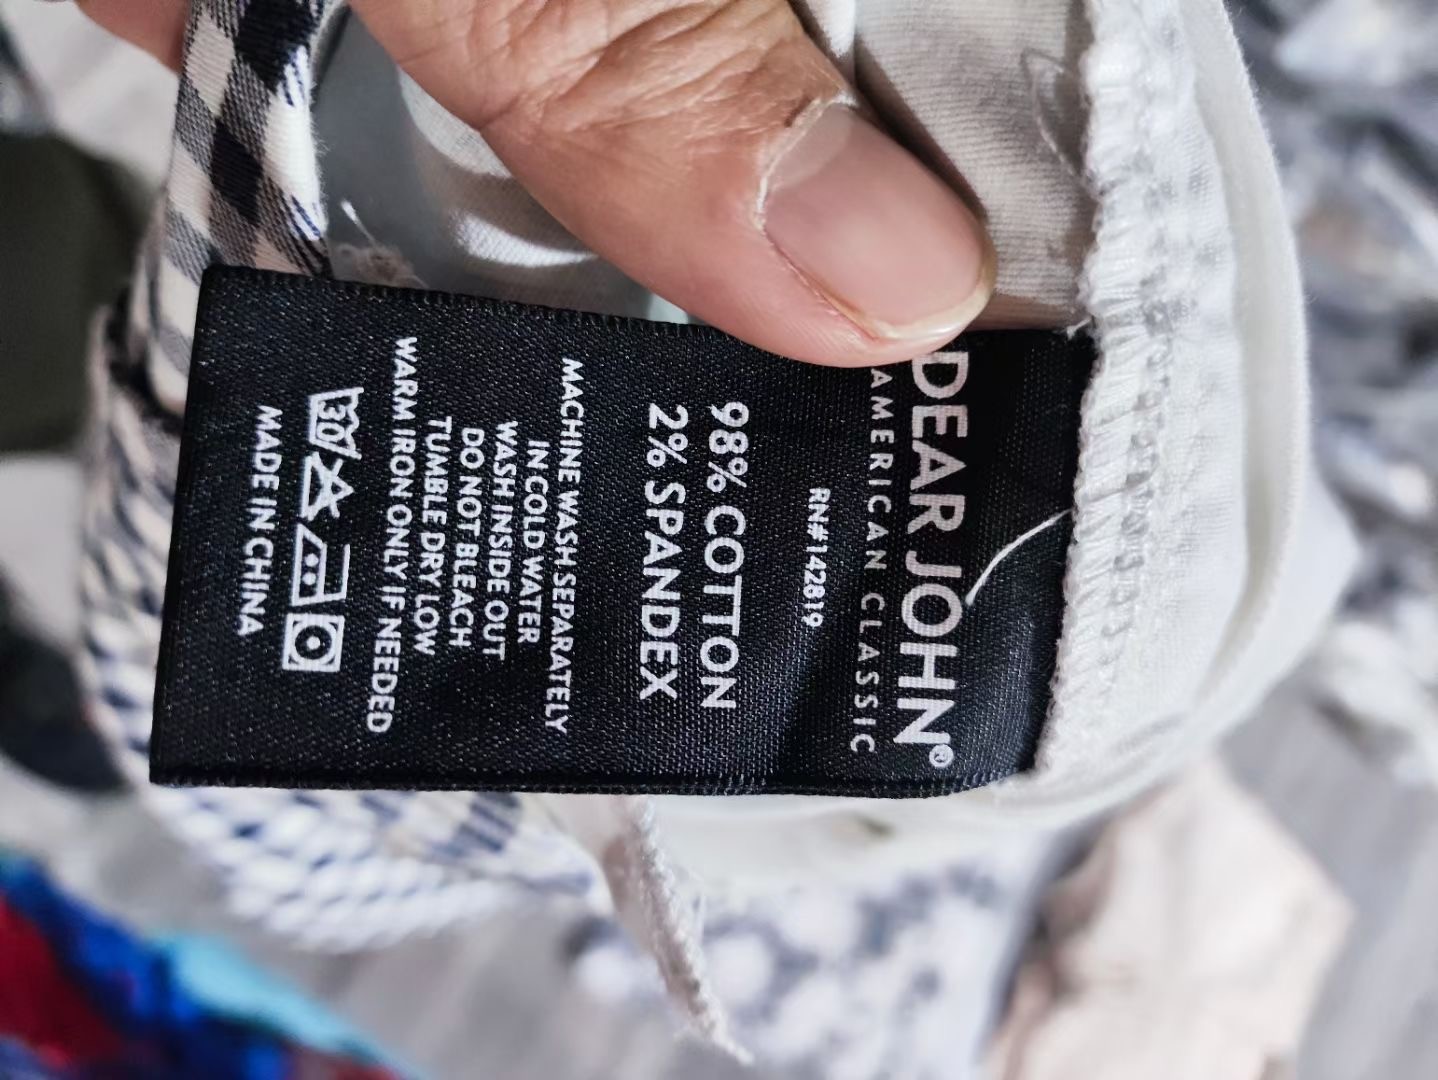 DEAR JOHN®
AMERICAN CLASSIC
RN#142819
98% COTTON
2% SPANDEX
MACHINE WASH SEPARATELY
IN COLD WATER
WASH INSIDE OUT
DO NOT BLEACH
TUMBLE DRY LOW
WARM IRON ONLY IF NEEDED
30
MADE IN CHINA